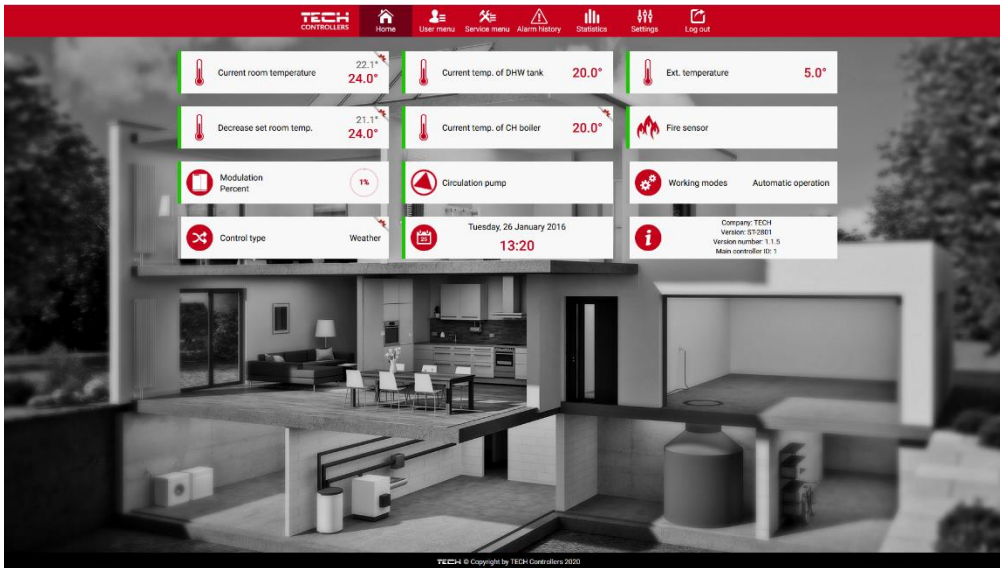 TECH
CONTROLLERS
Home
User menu
Service menu
Alarm history
Statistics
Settings
Log out
Current room temperature
22.1°
24.0°
Current temp. of DHW tank
20.0°
Ext. temperature
5.0°
Decrease set room temp.
21.1°
24.0°
Current temp. of CH boiler
20.0°
Fire sensor
Modulation
Percent
1%
Circulation pump
Working modes
Automatic operation
Control type
Weather
Tuesday, 26 January 2016
13:20
Company: TECH
Version: ST-2801
Version number: 1.1.5
Main controller ID: 1
TECH © Copyright by TECH Controllers 2020